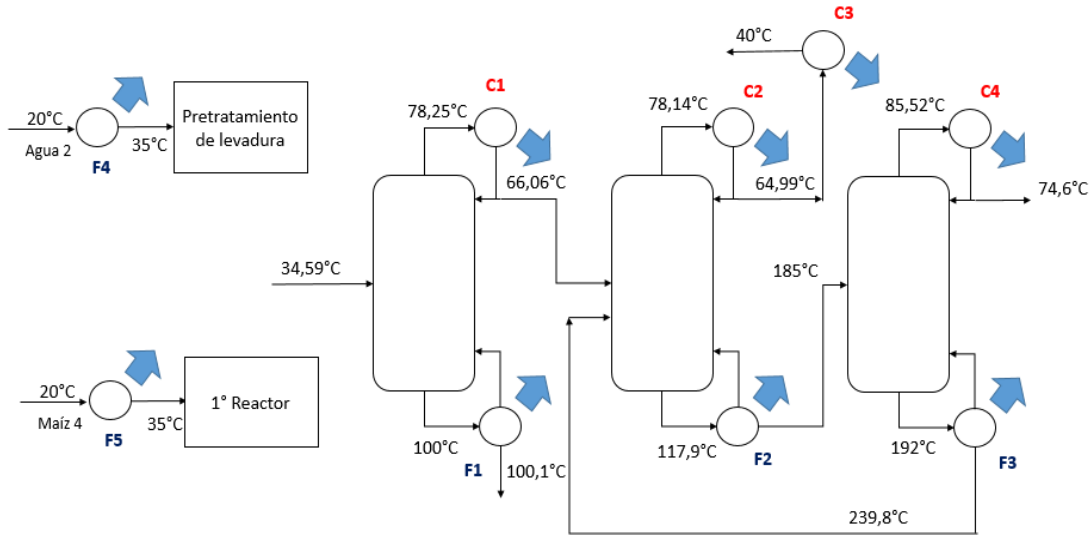 C3
40°C
20°C
Agua 2
F4
35°C
Pretratamiento
de levadura
78,25°C
C1
66,06°C
78,14°C
C2
64,99°C
85,52°C
C4
74,6°C
34,59°C
185°C
20°C
Maíz 4
F5
35°C
1° Reactor
100°C
F1
100,1°C
117,9°C
F2
192°C
F3
239,8°C